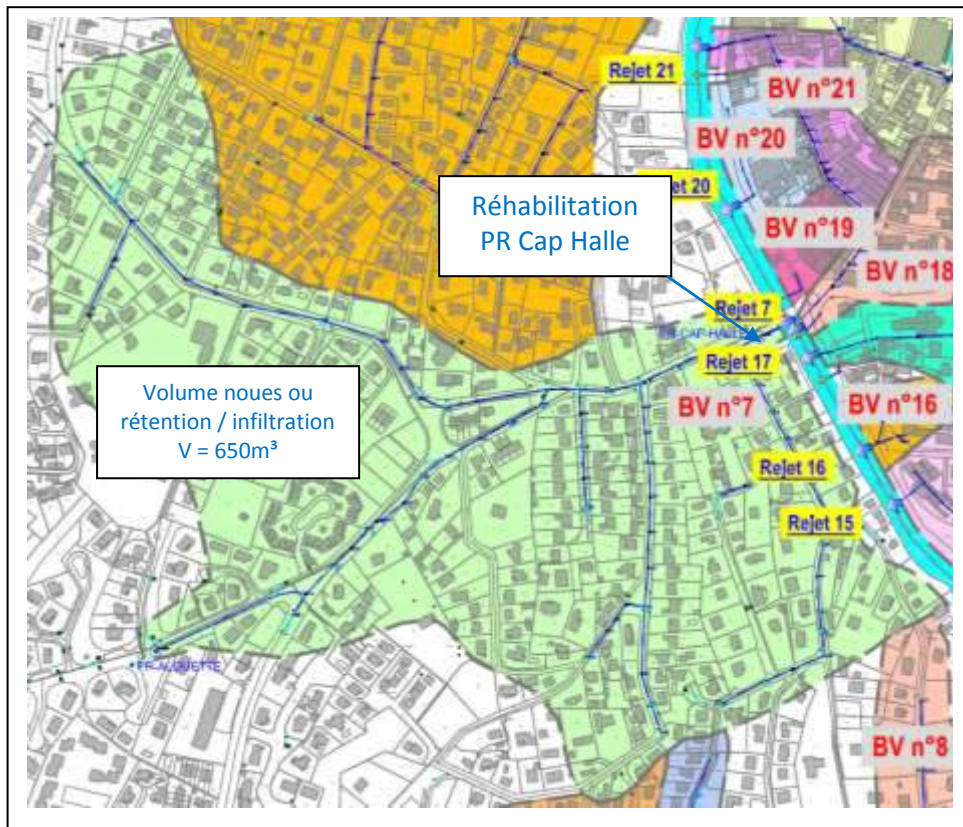 Rejet 21
BV n°21
BV n°20
Réhabilitation
PR Cap Halle
et 20
BV n°19
BV n°18
Rejet 7
Rejet 17
Volume noues ou
rétention / infiltration
V = 650m³
BV n°7
BV n°16
Rejet 16
Rejet 15
BV n°8